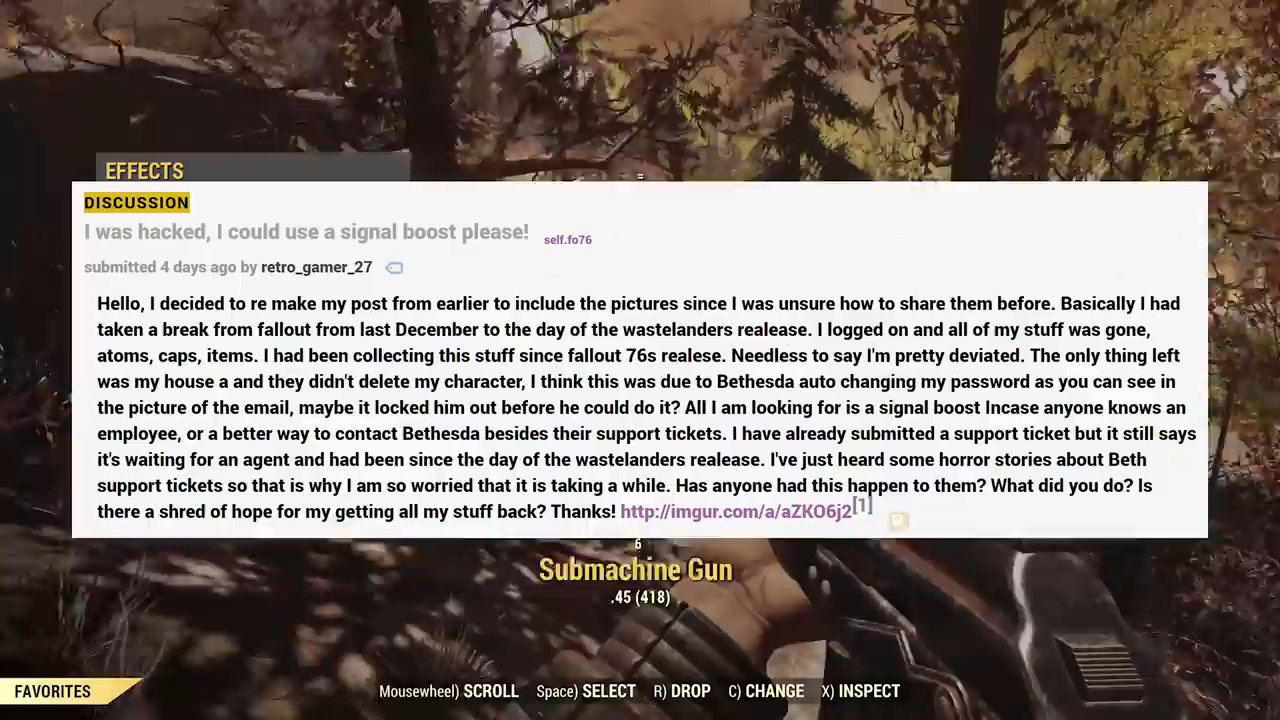 EFFECTS
DISCUSSION
I was hacked, I could use a signal boost please! self.fo76
submitted 4 days ago by retro_gamer_27
Hello, I decided to re make my post from earlier to include the pictures since I was unsure how to share them before. Basically I had
taken a break from fallout from last December to the day of the wastelanders realease. I logged on and all of my stuff was gone,
atoms, caps, items. I had been collecting this stuff since fallout 76s realese. Needless to say I'm pretty deviated. The only thing left
was my house a and they didn't delete my character, I think this was due to Bethesda auto changing my password as you can see in
the picture of the email, maybe it locked him out before he could do it? All I am looking for is a signal boost Incase anyone knows an
employee, or a better way to contact Bethesda besides their support tickets. I have already submitted a support ticket but it still says
it's waiting for an agent and had been since the day of the wastelanders realease. I've just heard some horror stories about Beth
support tickets so that is why I am so worried that it is taking a while. Has anyone had this happen to them? What did you do? Is
there a shred of hope for my getting all my stuff back? Thanks! http://imgur.com/a/aZKO6j2[1]
6
Submachine Gun
.45 (418)
FAVORITES
Mousewheel) SCROLL Space) SELECT R) DROP C) CHANGE X) INSPECT